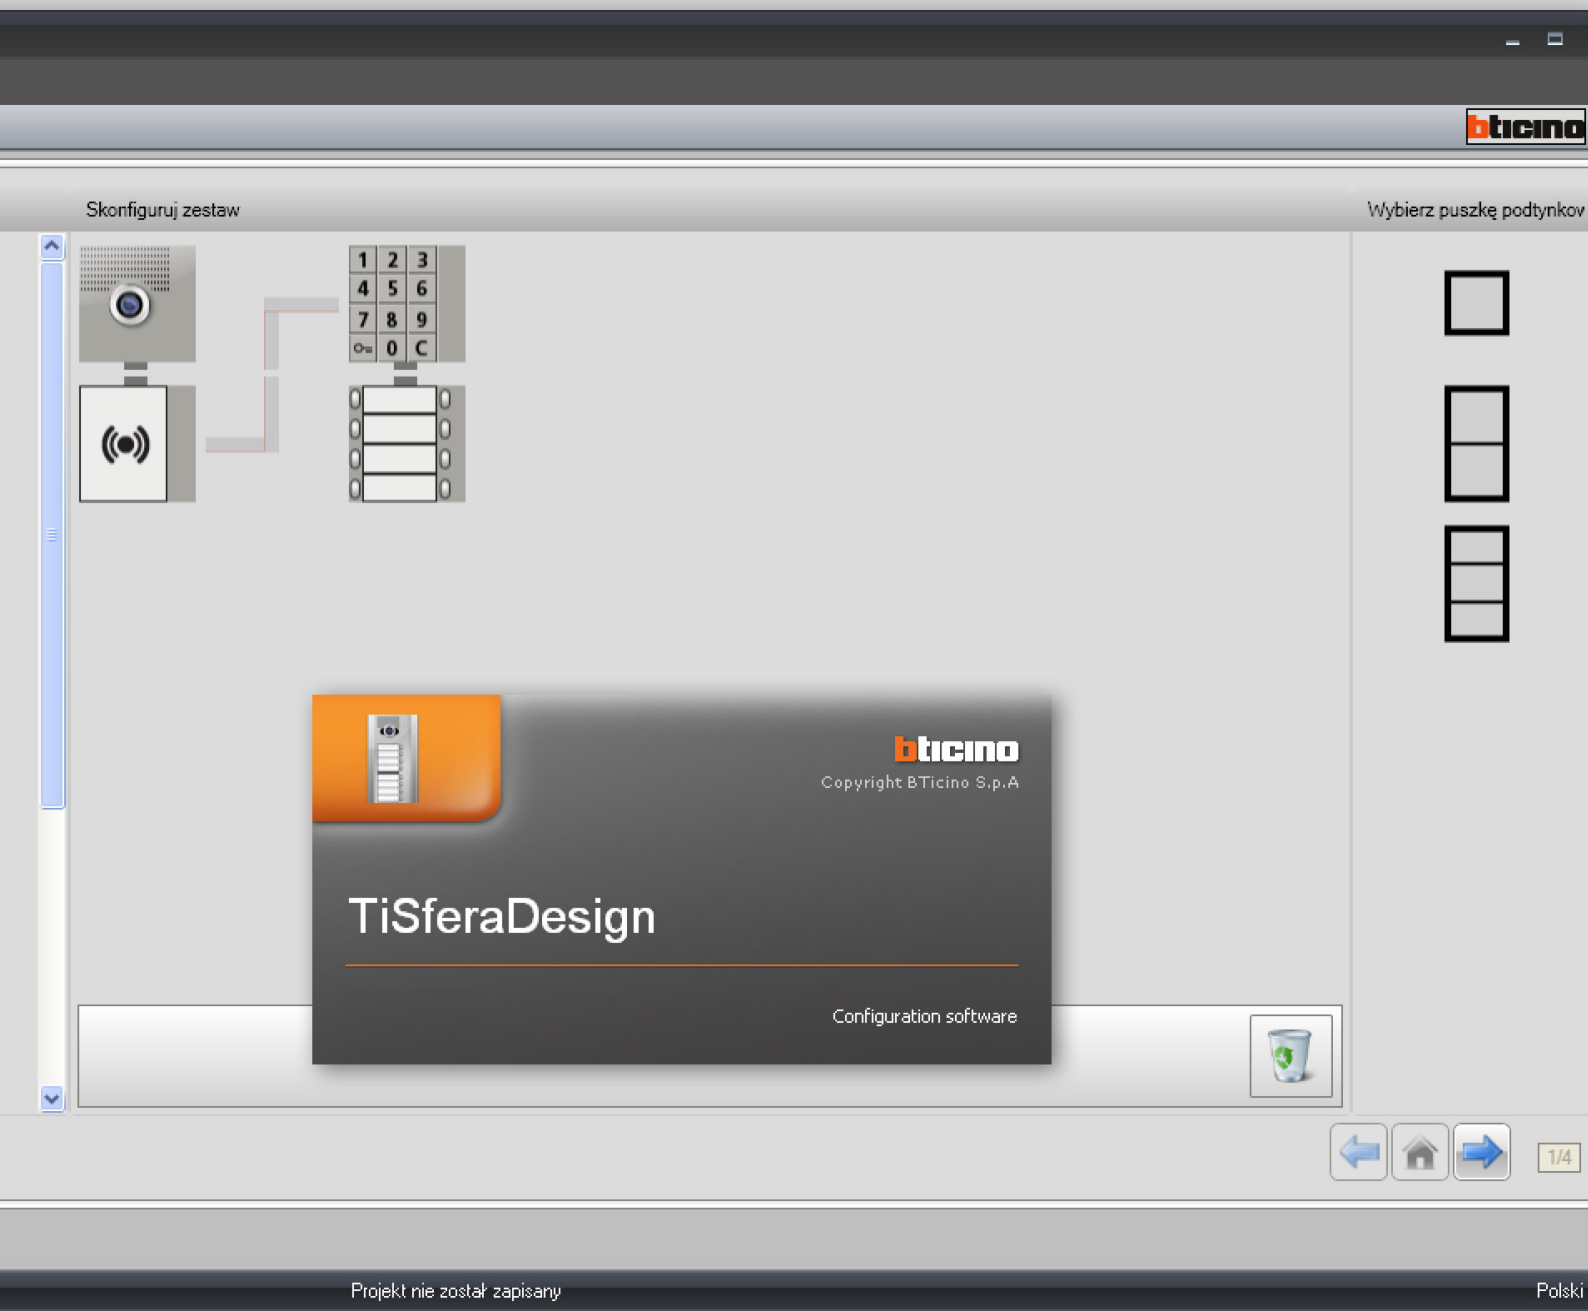 bticino
Skonfiguruj zestaw
Wybierz puszkę podtynkov
1 2 3
4 5 6
7 8 9
0 C
bticino
Copyright BTicino S.p.A
TiSferaDesign
Configuration software
1/4
Projekt nie został zapisany
Polski